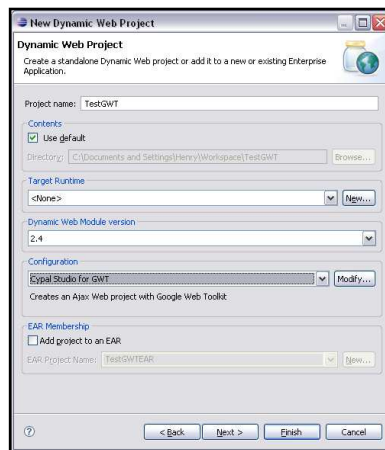 New Dynamic Web Project
Dynamic Web Project
Create a standalone Dynamic Web project or add it to a new or existing Enterprise
Application.
Project name: TestGWT
Contents
Use default
Directory: C:\Documents and Settings\Henry\Workspace\TestGWT Browse...
Target Runtime
<None> New...
Dynamic Web Module version
2.4
Configuration
Cypal Studio for GWT Modify...
Creates an Ajax Web project with Google Web Toolkit
EAR Membership
Add project to an EAR
EAR Project Name: TestGWTEAR New...
? < Back Next > Finish Cancel